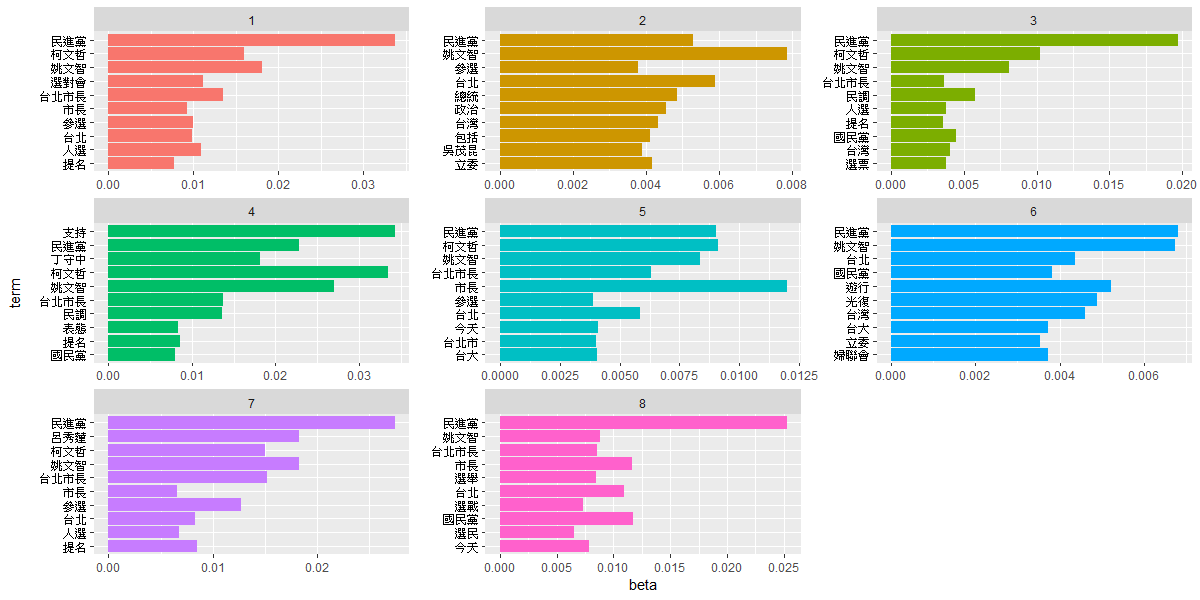 1
民進黨
柯文哲
姚文智
選對會
台北市長
市長
參選
台北
人選
提名
0.00 0.01 0.02 0.03
2
民進黨
姚文智
參選
台北
總統
政治
台灣
包括
吳茂昆
立委
0.000 0.002 0.004 0.006 0.008
3
民進黨
柯文哲
姚文智
台北市長
民調
人選
提名
國民黨
台灣
選票
0.000 0.005 0.010 0.015 0.020
4
支持
民進黨
丁守中
柯文哲
姚文智
台北市長
民調
表態
提名
國民黨
0.00 0.01 0.02 0.03
5
民進黨
柯文哲
姚文智
台北市長
市長
參選
台北
今天
台北市
台大
0.0000 0.0025 0.0050 0.0075 0.0100 0.0125
6
民進黨
姚文智
台北
國民黨
遊行
光復
台灣
台大
立委
婦聯會
0.000 0.002 0.004 0.006
7
民進黨
呂秀蓮
柯文哲
姚文智
台北市長
市長
參選
台北
人選
提名
0.00 0.01 0.02
8
民進黨
姚文智
台北市長
市長
選舉
台北
選戰
國民黨
選民
今天
0.000 0.005 0.010 0.015 0.020 0.025
term
beta